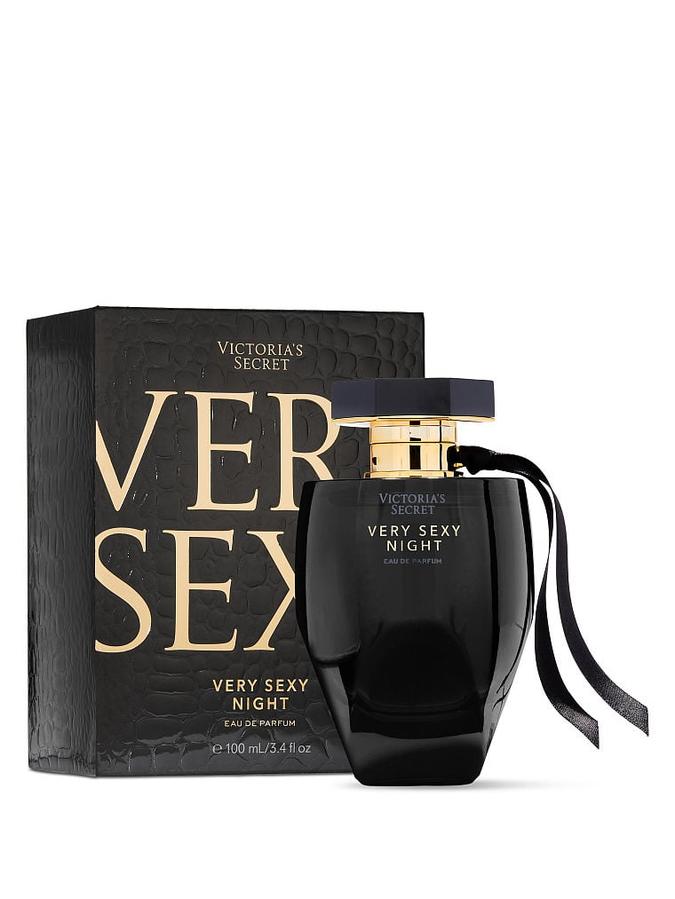 VICTORIA'S
SECRET
VER
SEX
VERY SEXY
NIGHT
EAU DE PARFUM
℮ 100 mL/3.4 fl oz
VICTORIA'S
SECRET
VERY SEXY
NIGHT
EAU DE PARFUM